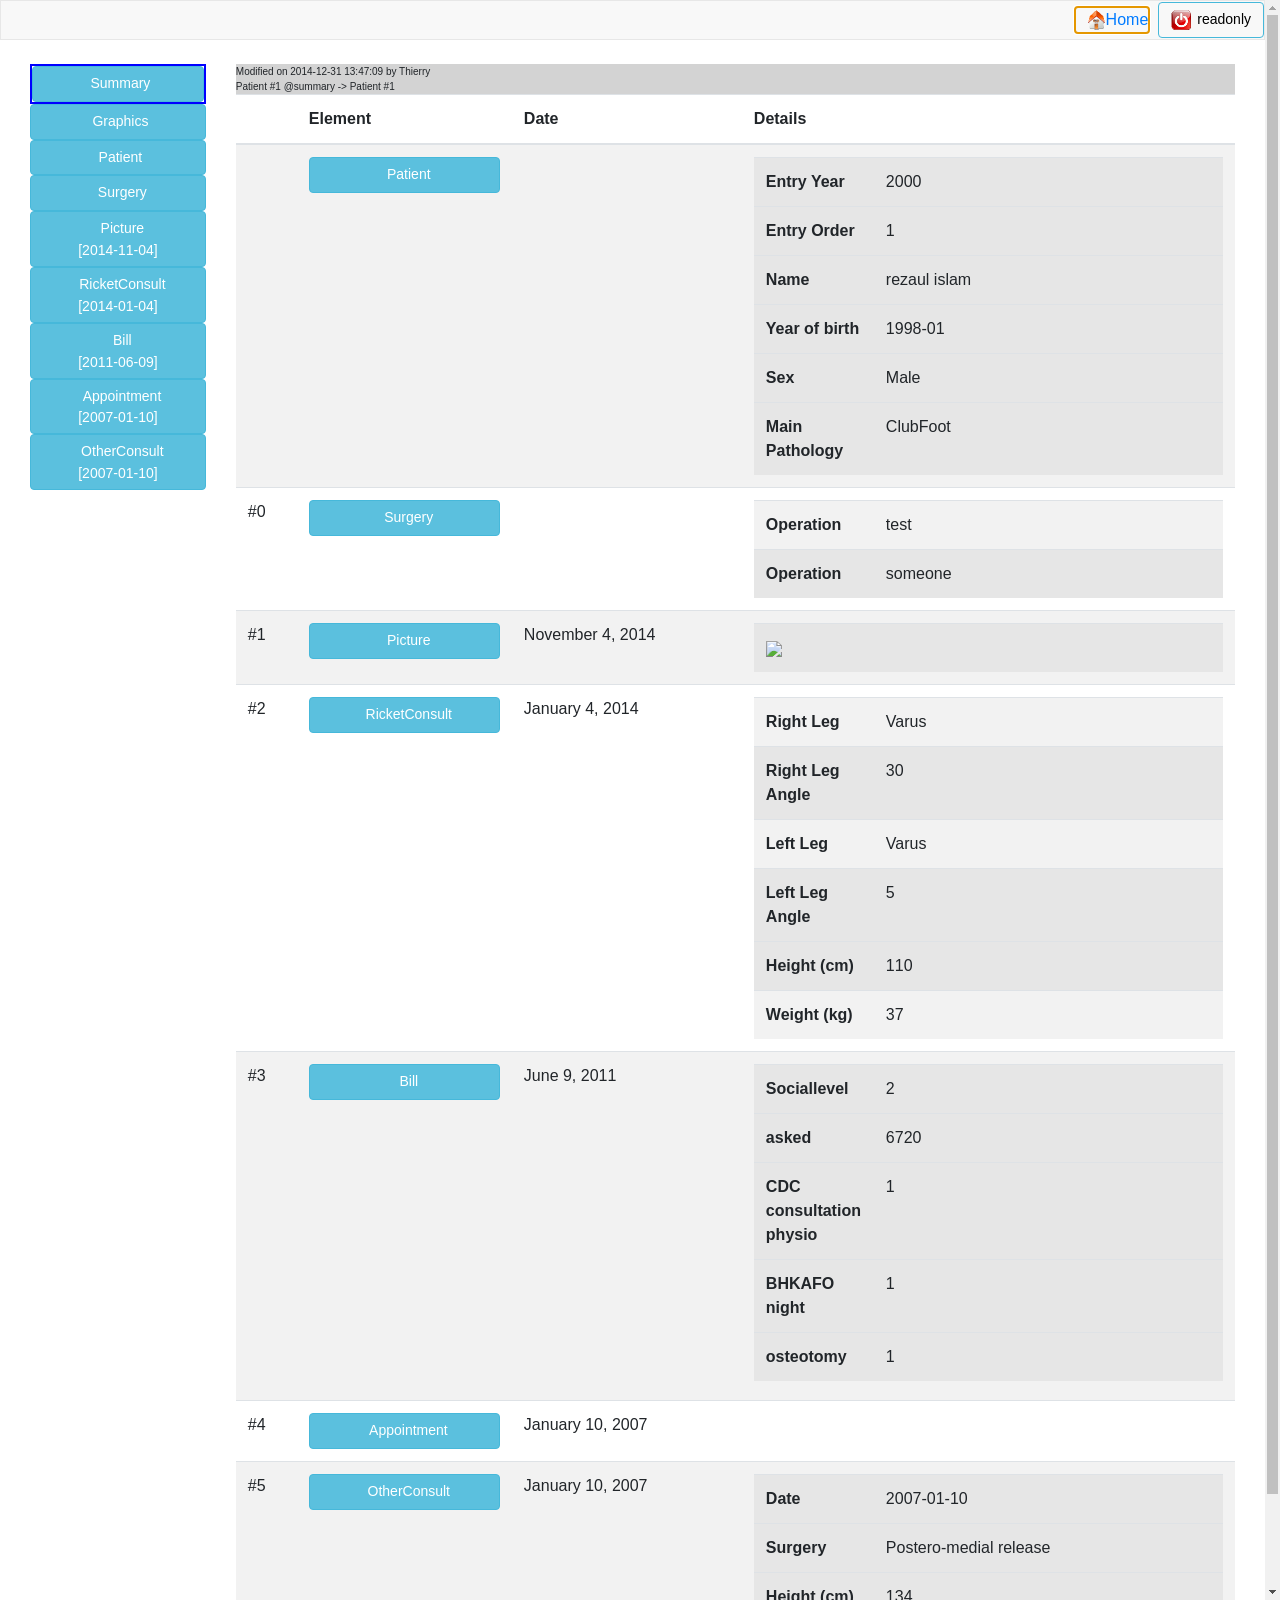 Home
readonly
Summary
Graphics
Patient
Surgery
Picture
[2014-11-04]
RicketConsult
[2014-01-04]
Bill
[2011-06-09]
Appointment
[2007-01-10]
OtherConsult
[2007-01-10]
Modified on 2014-12-31 13:47:09 by Thierry
Patient #1 @summary -> Patient #1
Element Date Details
Patient
Entry Year 2000
Entry Order 1
Name rezaul islam
Year of birth 1998-01
Sex Male
Main ClubFoot
Pathology
#0 Surgery
Operation test
Operation someone
#1 Picture November 4, 2014
#2 RicketConsult January 4, 2014
Right Leg Varus
Right Leg 30
Angle
Left Leg Varus
Left Leg 5
Angle
Height (cm) 110
Weight (kg) 37
#3 Bill June 9, 2011
Sociallevel 2
asked 6720
CDC 1
consultation
physio
BHKAFO 1
night
osteotomy 1
#4 Appointment January 10, 2007
#5 OtherConsult January 10, 2007
Date 2007-01-10
Surgery Postero-medial release
Height (cm) 134